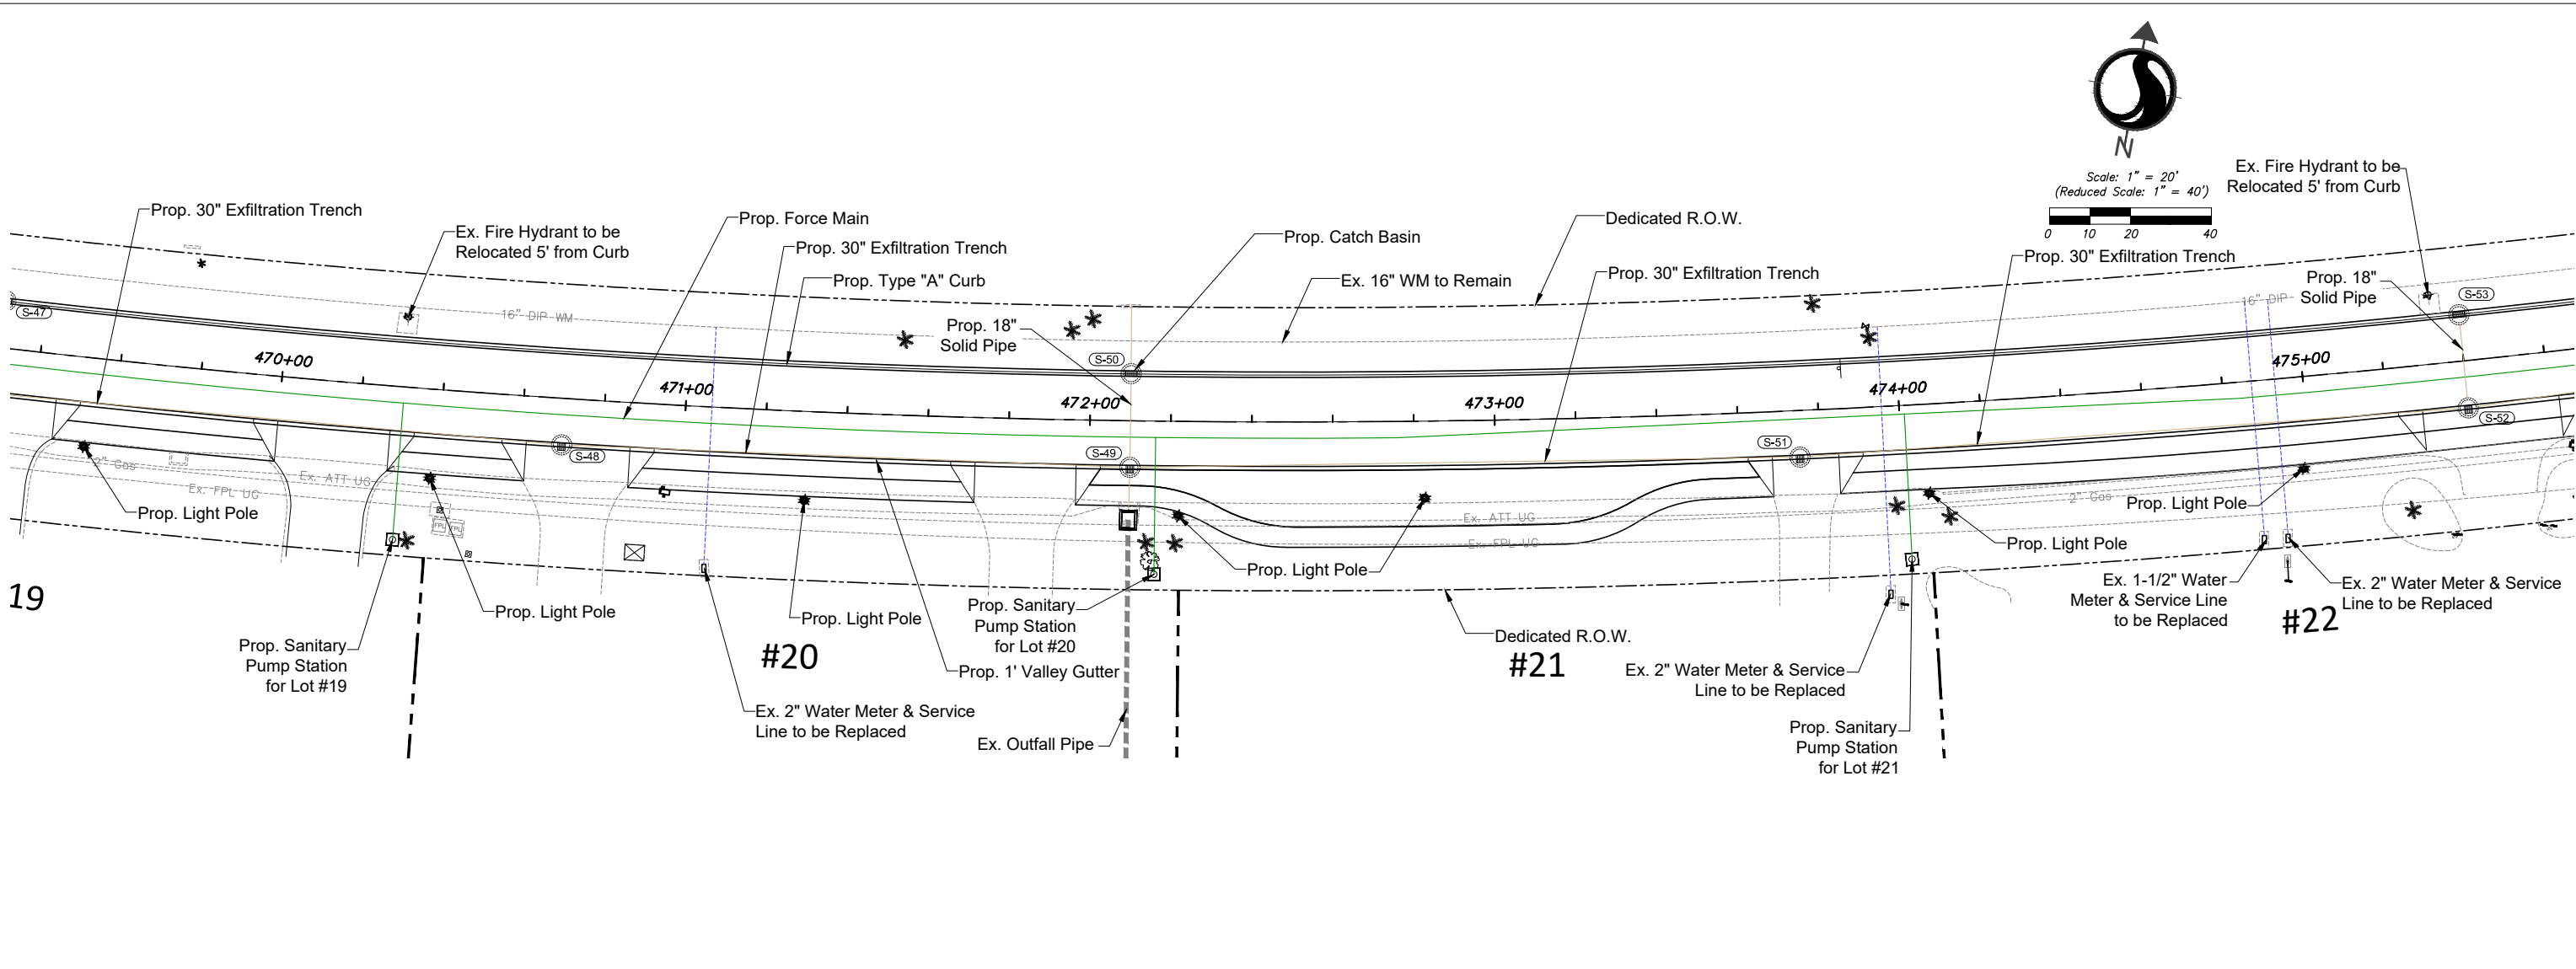 N
Scale: 1" = 20'
(Reduced Scale: 1" = 40')
0 10 20 40
Ex. Fire Hydrant to be
Relocated 5' from Curb
Prop. 30" Exfiltration Trench
Ex. Fire Hydrant to be
Relocated 5' from Curb
Prop. Force Main
Prop. 30" Exfiltration Trench
Prop. Type "A" Curb
Prop. Catch Basin
Ex. 16" WM to Remain
Dedicated R.O.W.
Prop. 30" Exfiltration Trench
Prop. 30" Exfiltration Trench
Prop. 18"
Solid Pipe
S-53
S-47
16" DIP WM
Prop. 18"
Solid Pipe
16" DIP
S-50
470+00
471+00
472+00
473+00
474+00
475+00
S-48
S-49
S-51
S-52
2" Gas
Ex. FPL UG
Ex. ATT UG
FPL
FPL
Ex. ATT UG
Ex. FPL UG
2" Gas
Prop. Light Pole
Prop. Light Pole
Prop. Light Pole
Prop. Light Pole
Prop. Light Pole
Prop. Light Pole
19
Prop. Sanitary
Pump Station
for Lot #19
#20
Prop. Sanitary
Pump Station
for Lot #20
Prop. 1' Valley Gutter
Ex. 2" Water Meter & Service
Line to be Replaced
Ex. Outfall Pipe
Dedicated R.O.W.
#21
Ex. 2" Water Meter & Service
Line to be Replaced
Prop. Sanitary
Pump Station
for Lot #21
Ex. 1-1/2" Water
Meter & Service Line
to be Replaced
#22
Ex. 2" Water Meter & Service
Line to be Replaced